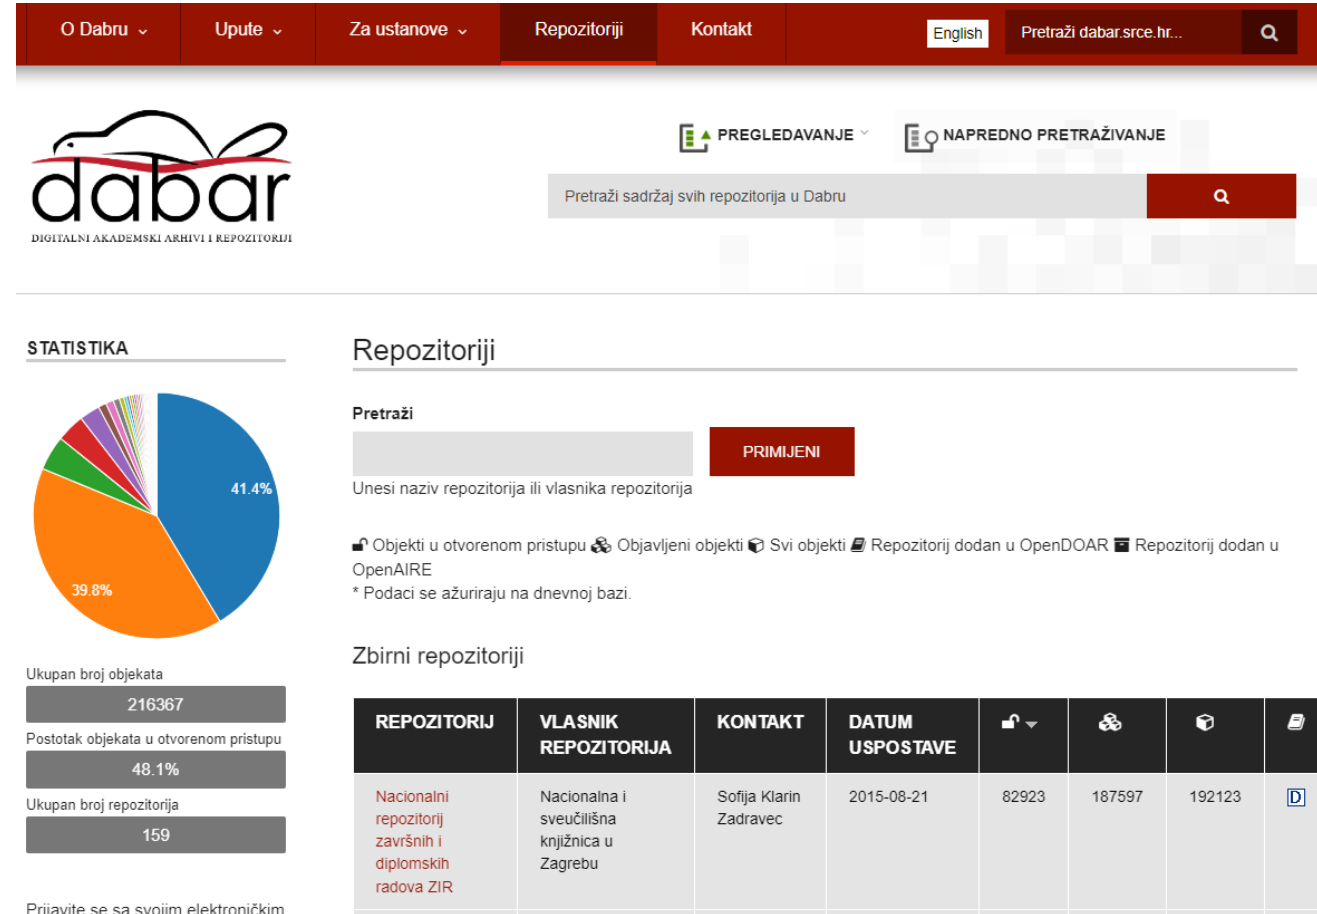 O Dabru
Upute
Za ustanove
Repozitoriji
Kontakt
English
Pretraži dabar.srce.hr...
dabar
DIGITALNI AKADEMSKI ARHIVI I REPOZITORIJI
PREGLEDAVANJE
NAPREDNO PRETRAŽIVANJE
Pretraži sadržaj svih repozitorija u Dabru
STATISTIKA
41.4%
39.8%
Ukupan broj objekata
216367
Postotak objekata u otvorenom pristupu
48.1%
Ukupan broj repozitorija
159
Prijavite se sa svojim elektroničkim
Repozitoriji
Pretraži
PRIMIJENI
Unesi naziv repozitorija ili vlasnika repozitorija
Objekti u otvorenom pristupu Objavljeni objekti Svi objekti Repozitorij dodan u OpenDOAR Repozitorij dodan u
OpenAIRE
* Podaci se ažuriraju na dnevnoj bazi.
Zbirni repozitoriji
REPOZITORIJ
VLASNIK
REPOZITORIJA
KONTAKT
DATUM
USPOSTAVE
Nacionalni
repozitorij
završnih i
diplomskih
radova ZIR
Nacionalna i
sveučilišna
knjižnica u
Zagrebu
Sofija Klarin
Zadravec
2015-08-21
82923
187597
192123
D